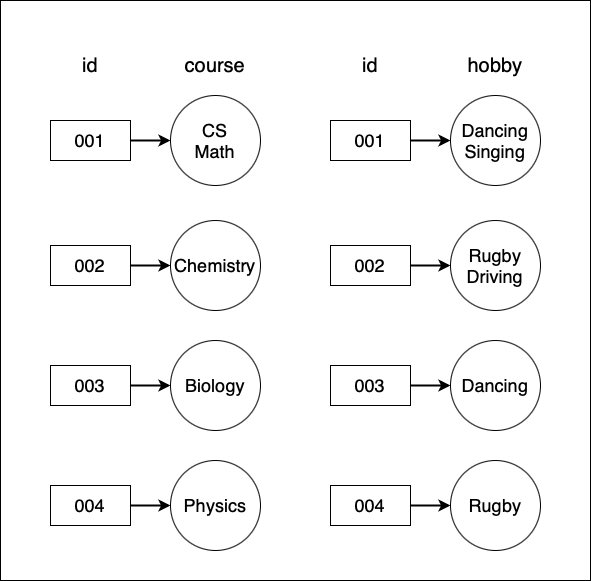 id
course
id
hobby
001
CS
Math
001
Dancing
Singing
002
Chemistry
002
Rugby
Driving
003
Biology
003
Dancing
004
Physics
004
Rugby